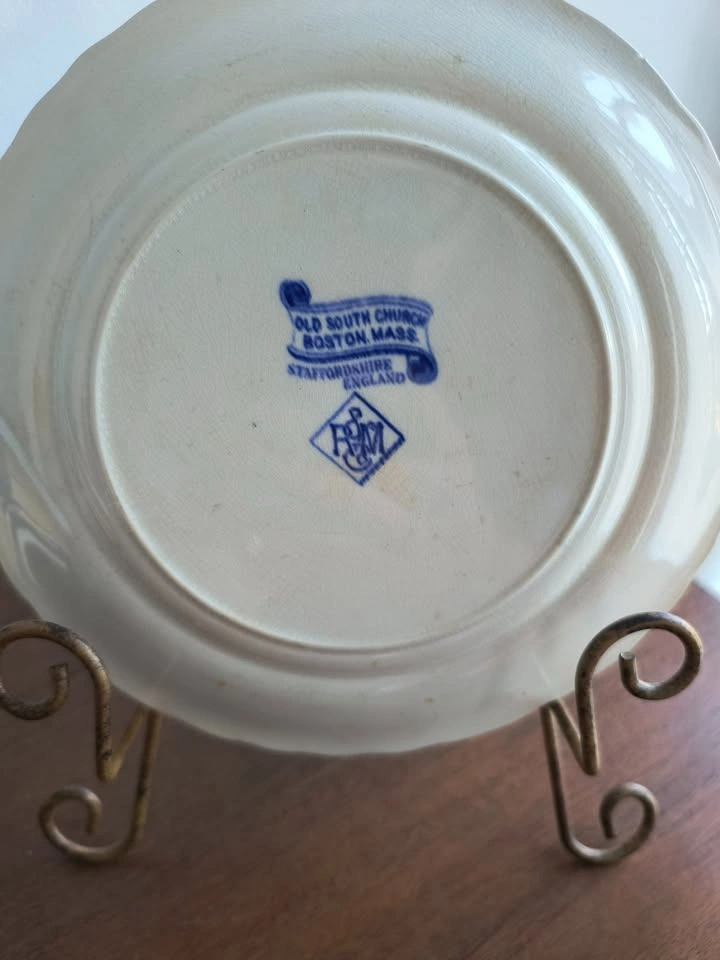 OLD SOUTH CHURCH
BOSTON. MASS.
STAFFORDSHIRE
ENGLAND